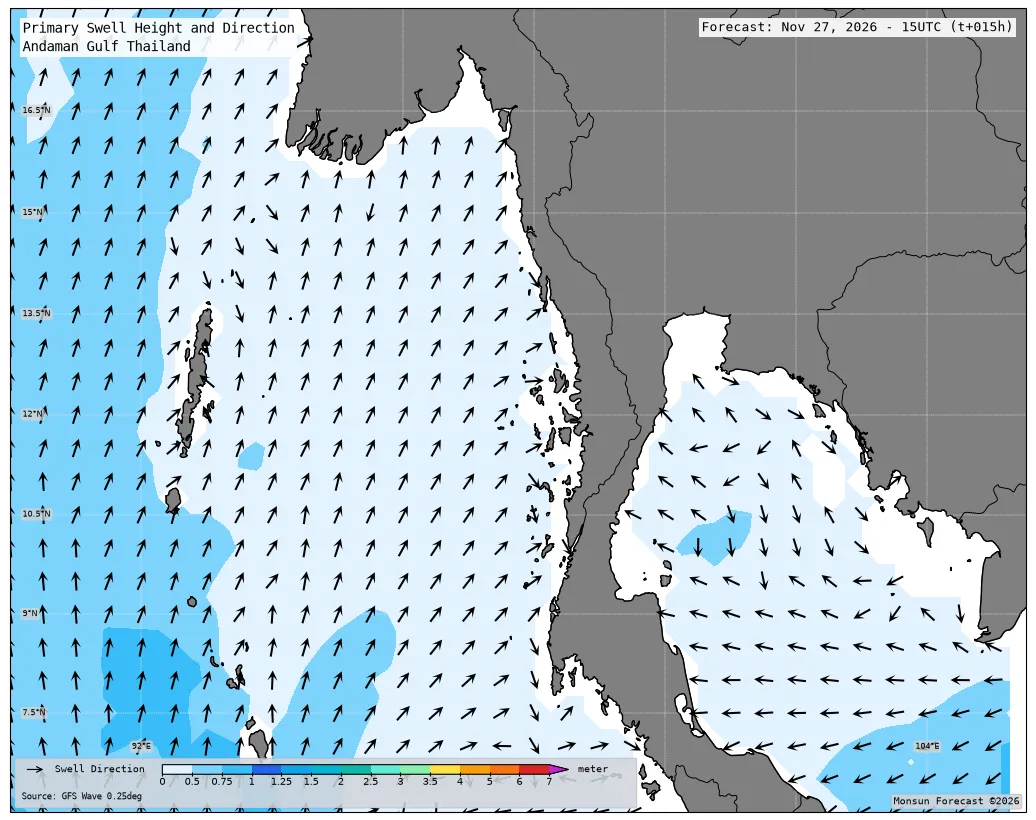 Primary Swell Height and Direction
Andaman Gulf Thailand
Forecast: Nov 27, 2026 - 15UTC (t+015h)
16.5°N
15°N
13.5°N
12°N
10.5°N
9°N
7.5°N
92°E
104°E
Swell Direction
0 0.5 0.75 1 1.25 1.5 2 2.5 3 3.5 4 5 6 7
meter
Source: GFS Wave 0.25deg
Monsun Forecast ©2026